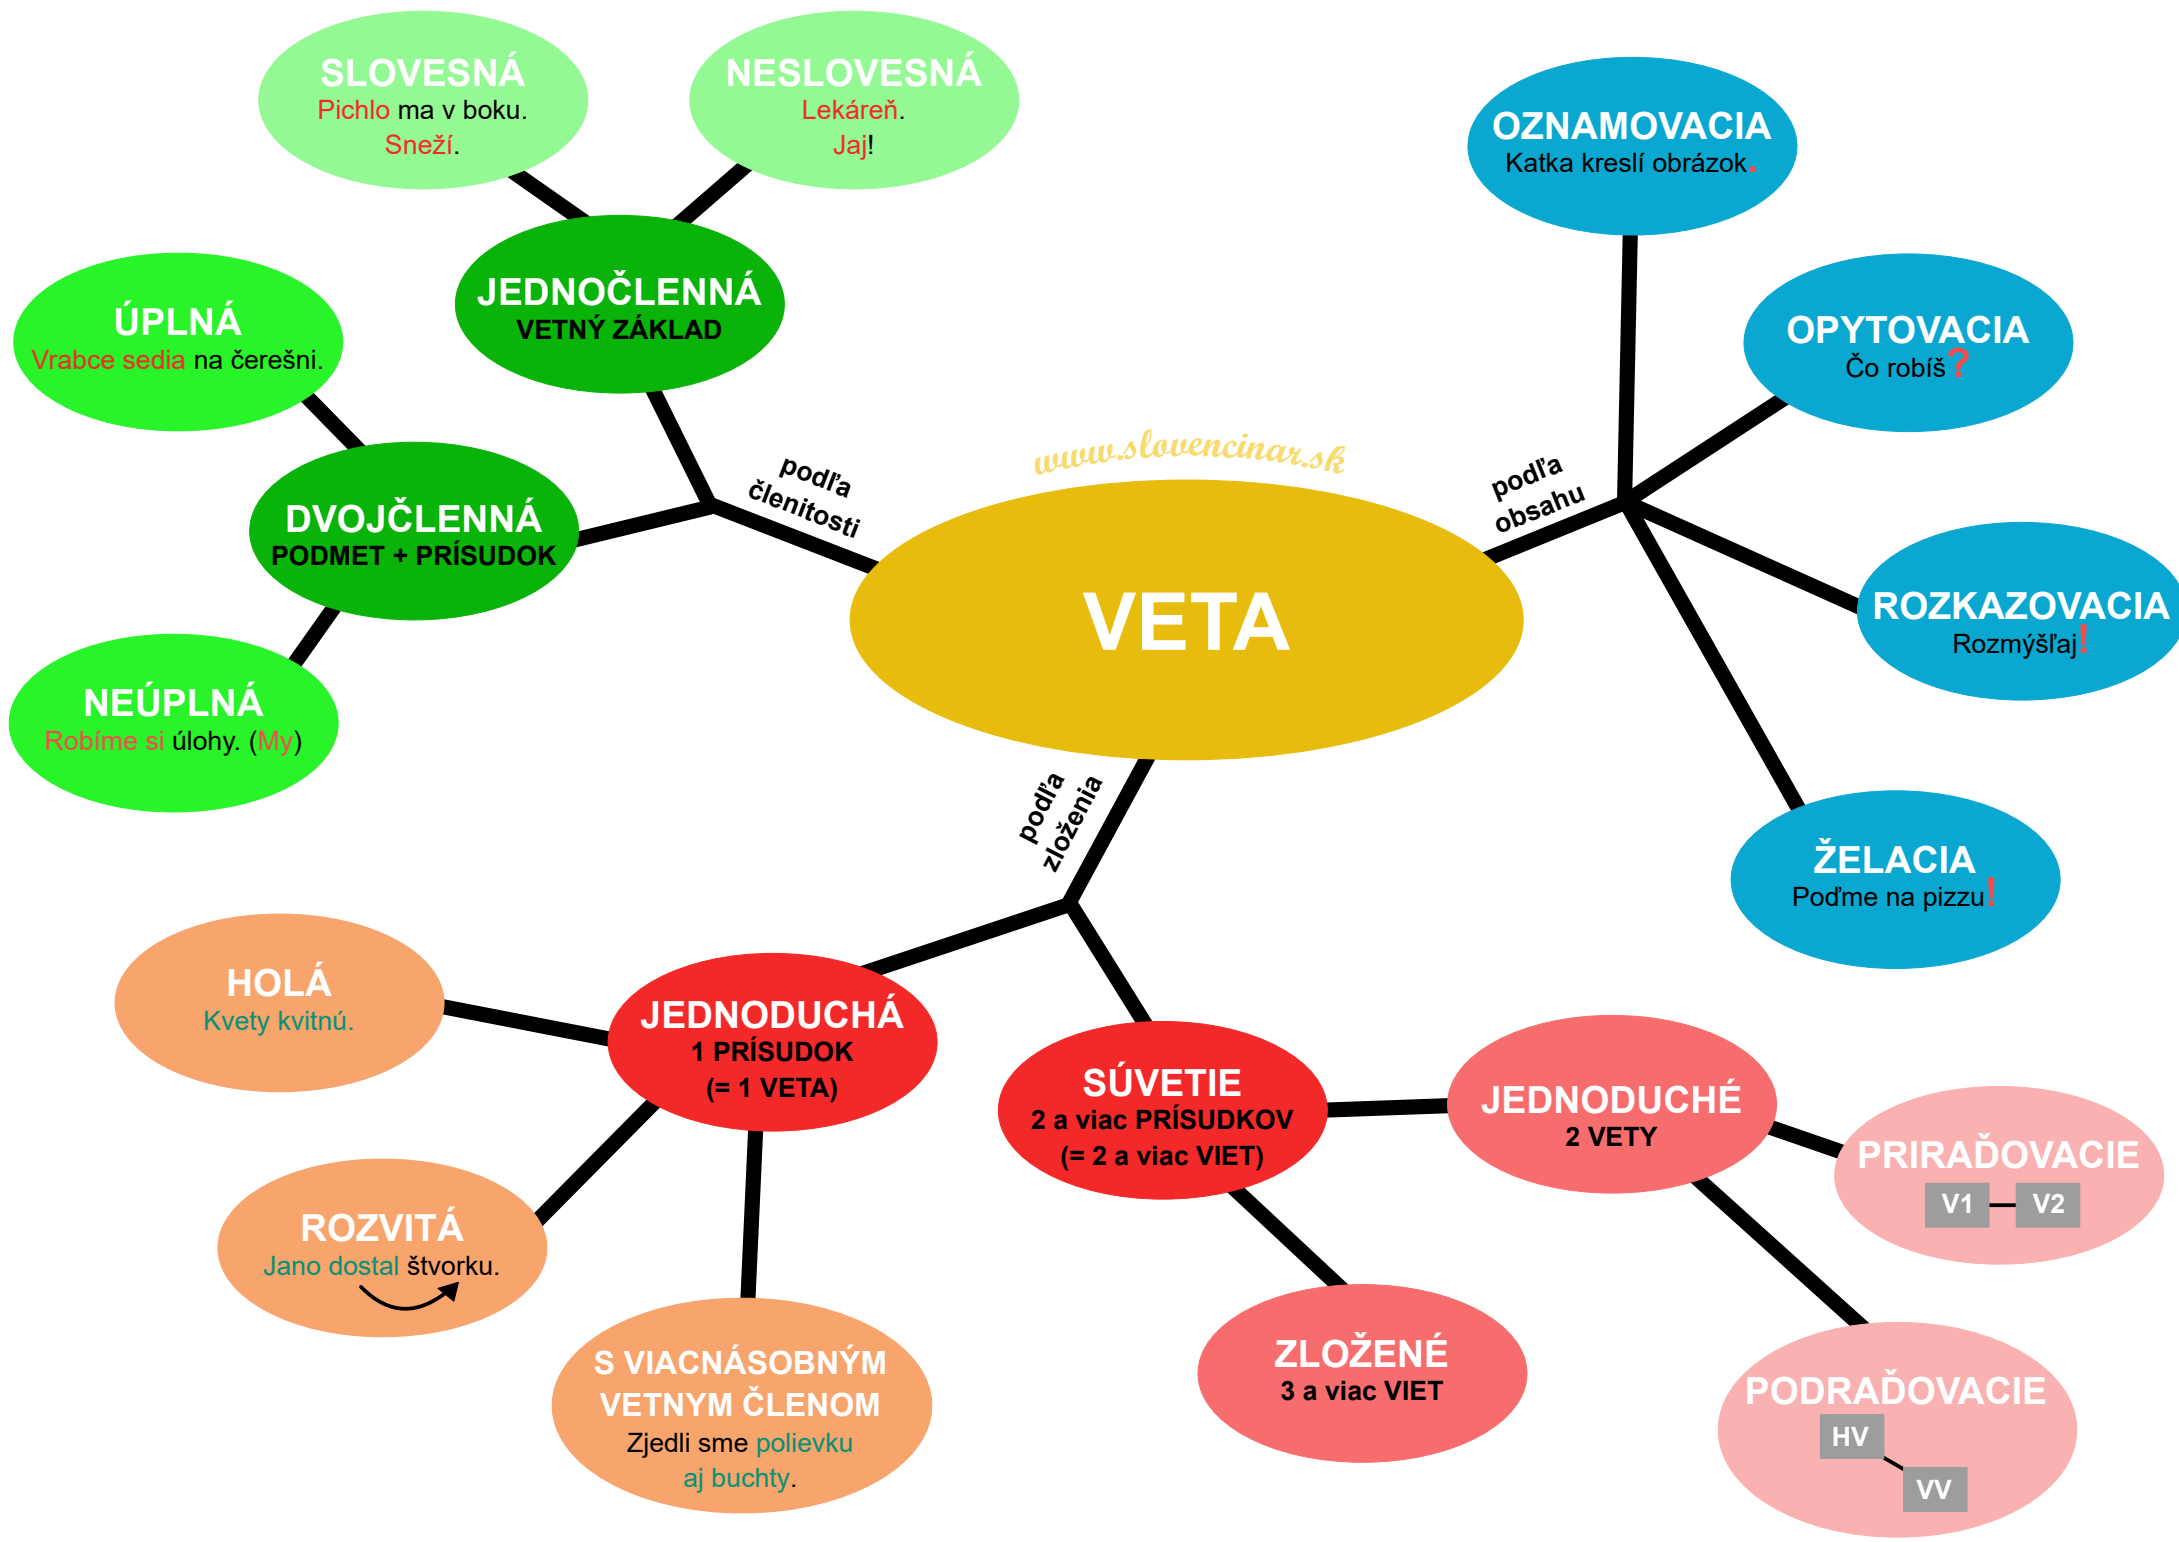 SLOVESNÁ
Pichlo ma v boku.
Sneží.
NESLOVESNÁ
Lekáreň.
Jaj!
JEDNOČLENNÁ
VETNÝ ZÁKLAD
ÚPLNÁ
Vrabce sedia na čerešni.
DVOJČLENNÁ
PODMET + PRÍSUDOK
NEÚPLNÁ
Robíme si úlohy. (My)
podľa
členitosti
www.slovencinar.sk
VETA
podľa
obsahu
OZNAMOVACIA
Katka kreslí obrázok.
OPYTOVACIA
Čo robíš?
ROZKAZOVACIA
Rozmýšľaj!
ŽELACIA
Poďme na pizzu!
podľa
zloženia
JEDNODUCHÁ
1 PRÍSUDOK
(= 1 VETA)
HOLÁ
Kvety kvitnú.
ROZVITÁ
Jano dostal štvorku.
S VIACNÁSOBNÝM
VETNYM ČLENOM
Zjedli sme polievku
aj buchty.
SÚVETIE
2 a viac PRÍSUDKOV
(= 2 a viac VIET)
JEDNODUCHÉ
2 VETY
PRIRAĎOVACIE
V1 V2
PODRAĎOVACIE
HV
VV
ZLOŽENÉ
3 a viac VIET